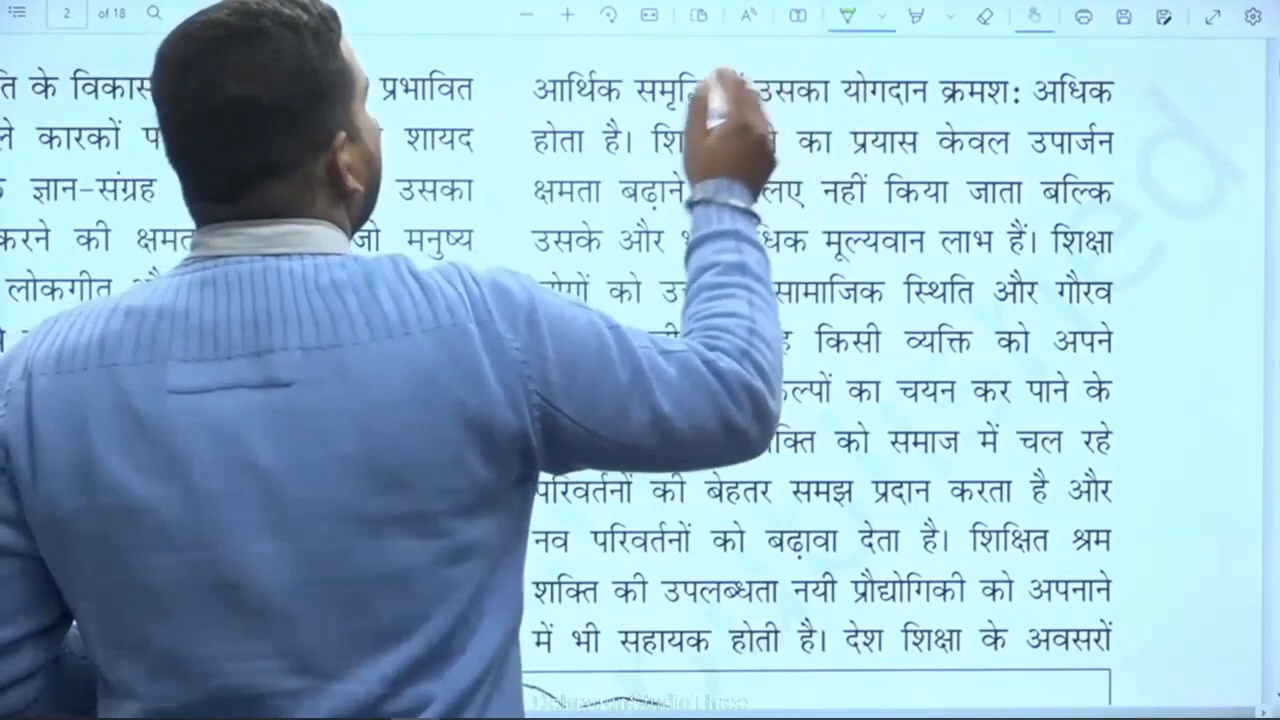 2 of 18
ति के विकास प्रभावित
ले कारकों शायद
ज्ञान-संग्रह उसका
करने की जो मनुष्य
लोकगीत
आर्थिक उसका योगदान क्रमश: अधिक
होता है। का प्रयास केवल उपार्जन
क्षमता बढ़ाने लिए नहीं किया जाता बल्कि
उसके और मूल्यवान लाभ हैं। शिक्षा
को सामाजिक स्थिति और गौरव
किसी व्यक्ति को अपने
का चयन कर पाने के
को समाज में चल रहे
परिवर्तनों की बेहतर समझ प्रदान करता है और
नव परिवर्तनों को बढ़ावा देता है। शिक्षित श्रम
शक्ति की उपलब्धता नयी प्रौद्योगिकी को अपनाने
में भी सहायक होती है। देश शिक्षा के अवसरों